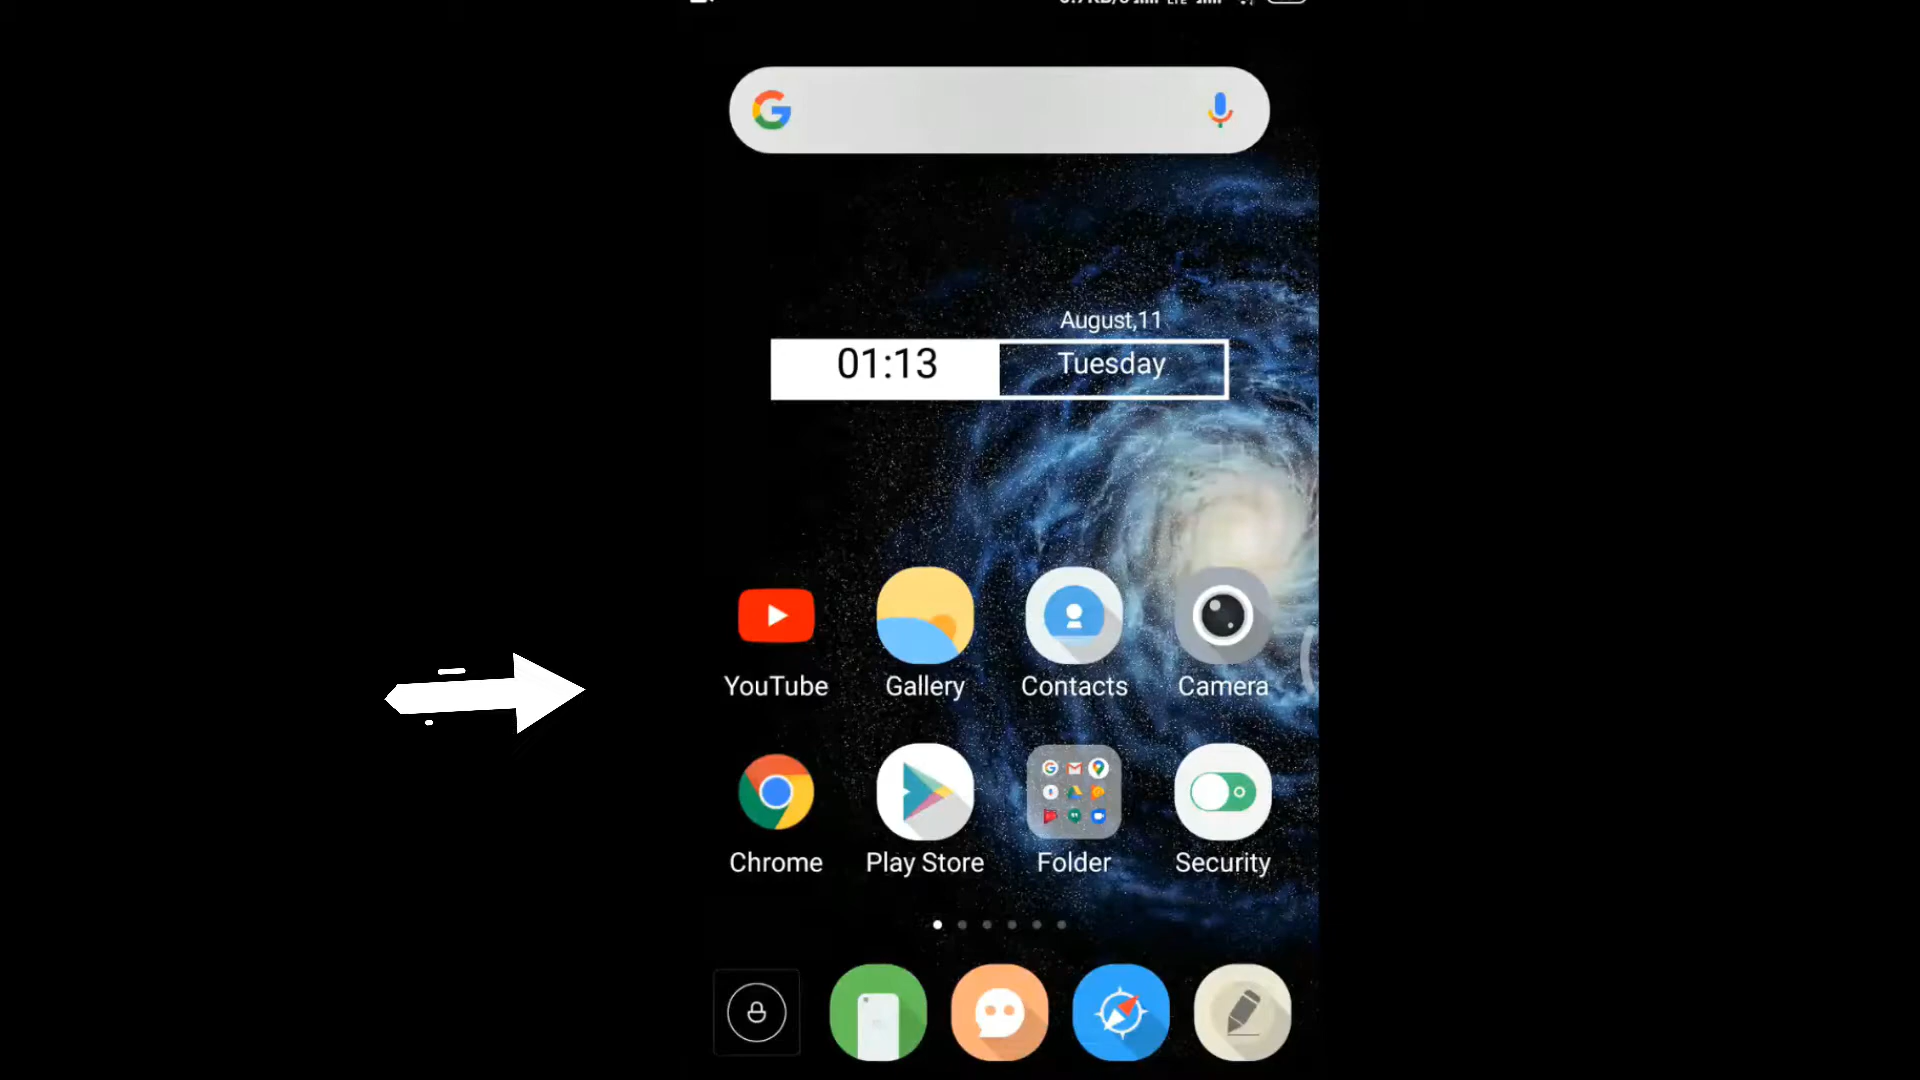 August,11
01:13
Tuesday
YouTube Gallery Contacts Camera
Chrome Play Store Folder Security